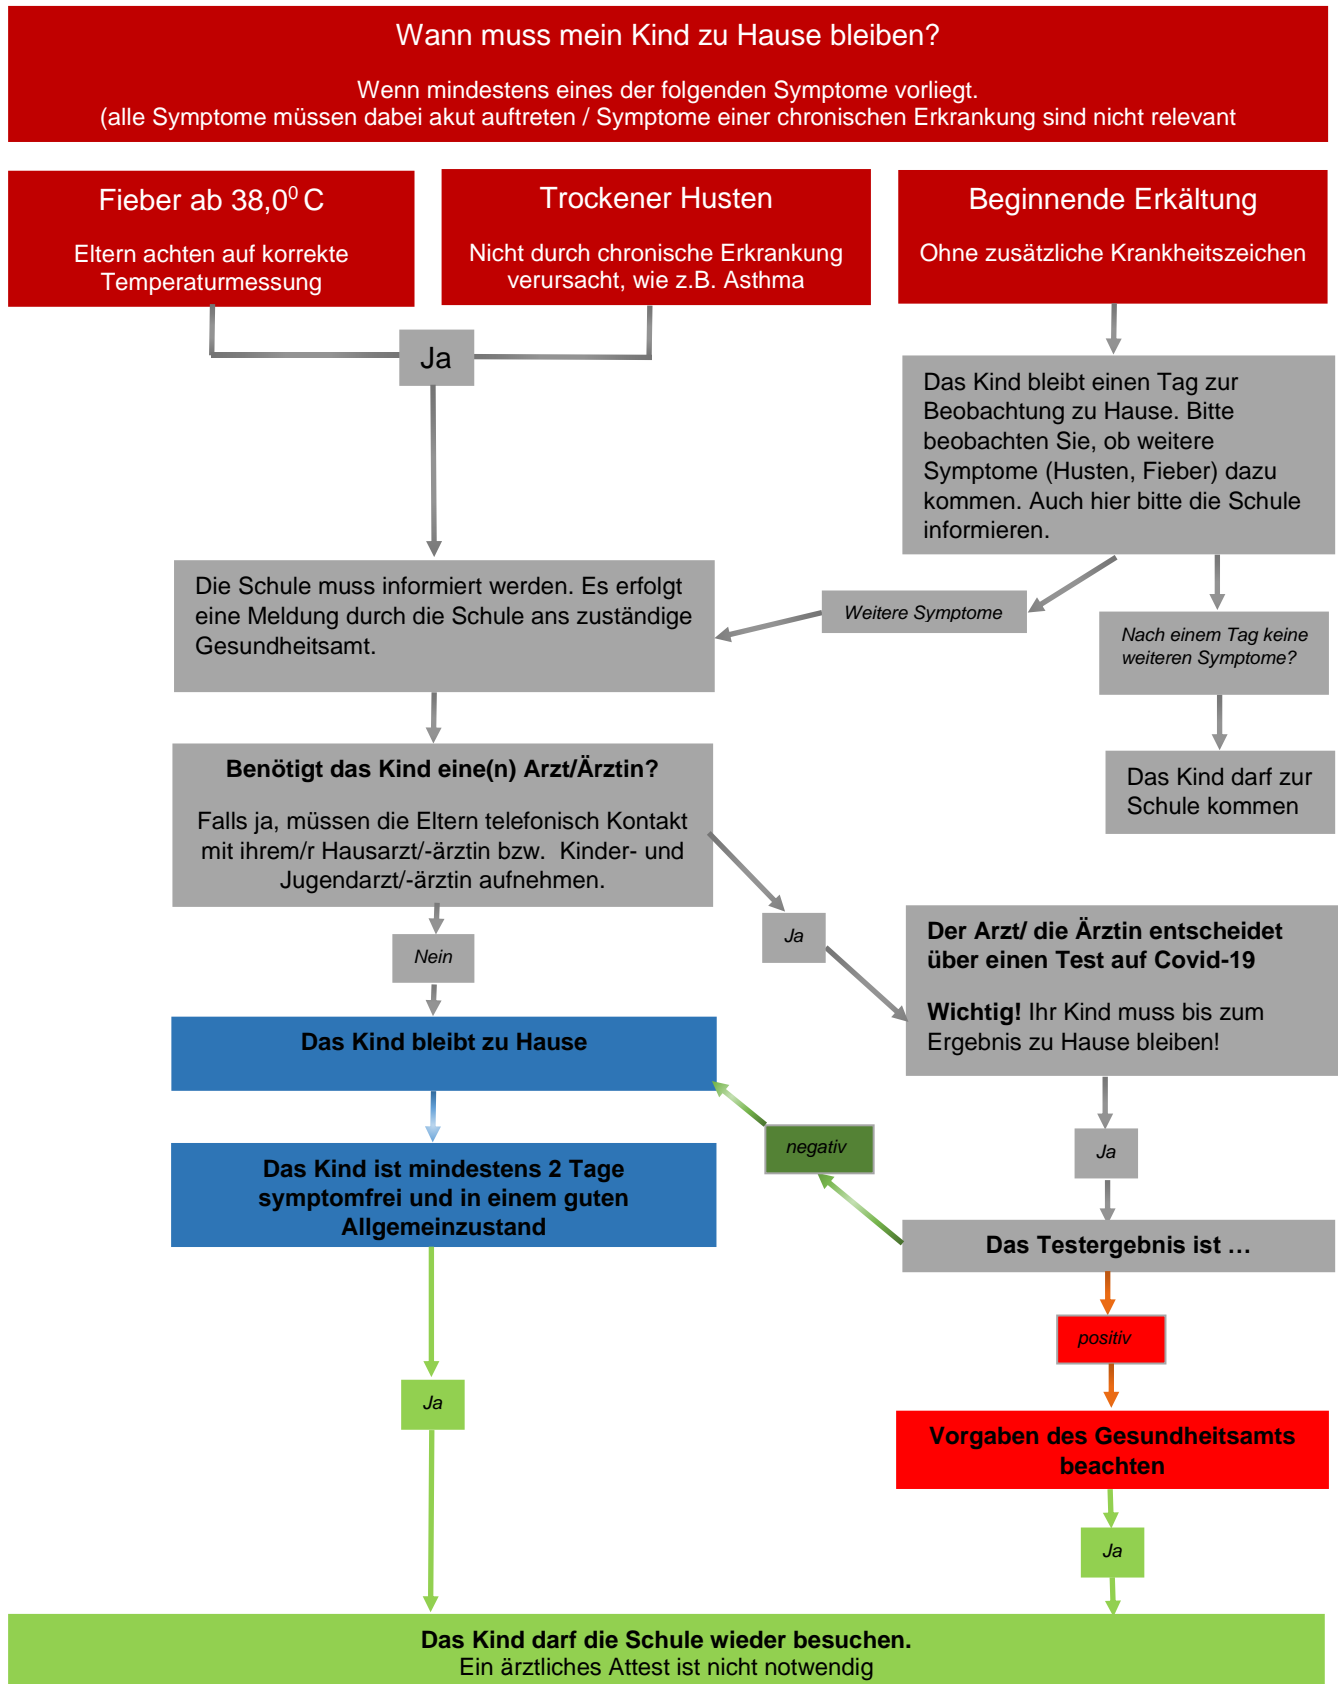 Wann muss mein Kind zu Hause bleiben?
Wenn mindestens eines der folgenden Symptome vorliegt.
(alle Symptome müssen dabei akut auftreten / Symptome einer chronischen Erkrankung sind nicht relevant
Fieber ab 38,0⁰ C
Eltern achten auf korrekte
Temperaturmessung
Trockener Husten
Nicht durch chronische Erkrankung
verursacht, wie z.B. Asthma
Beginnende Erkältung
Ohne zusätzliche Krankheitszeichen
Ja
Das Kind bleibt einen Tag zur
Beobachtung zu Hause. Bitte
beobachten Sie, ob weitere
Symptome (Husten, Fieber) dazu
kommen. Auch hier bitte die Schule
informieren.
Die Schule muss informiert werden. Es erfolgt
eine Meldung durch die Schule ans zuständige
Gesundheitsamt.
Weitere Symptome
Nach einem Tag keine
weiteren Symptome?
Das Kind darf zur
Schule kommen
Benötigt das Kind eine(n) Arzt/Ärztin?
Falls ja, müssen die Eltern telefonisch Kontakt
mit ihrem/r Hausarzt/-ärztin bzw. Kinder- und
Jugendarzt/-ärztin aufnehmen.
Ja
Nein
Der Arzt/ die Ärztin entscheidet
über einen Test auf Covid-19
Wichtig! Ihr Kind muss bis zum
Ergebnis zu Hause bleiben!
Das Kind bleibt zu Hause
negativ
Ja
Das Kind ist mindestens 2 Tage
symptomfrei und in einem guten
Allgemeinzustand
Das Testergebnis ist …
positiv
Ja
Vorgaben des Gesundheitsamts
beachten
Ja
Das Kind darf die Schule wieder besuchen.
Ein ärztliches Attest ist nicht notwendig